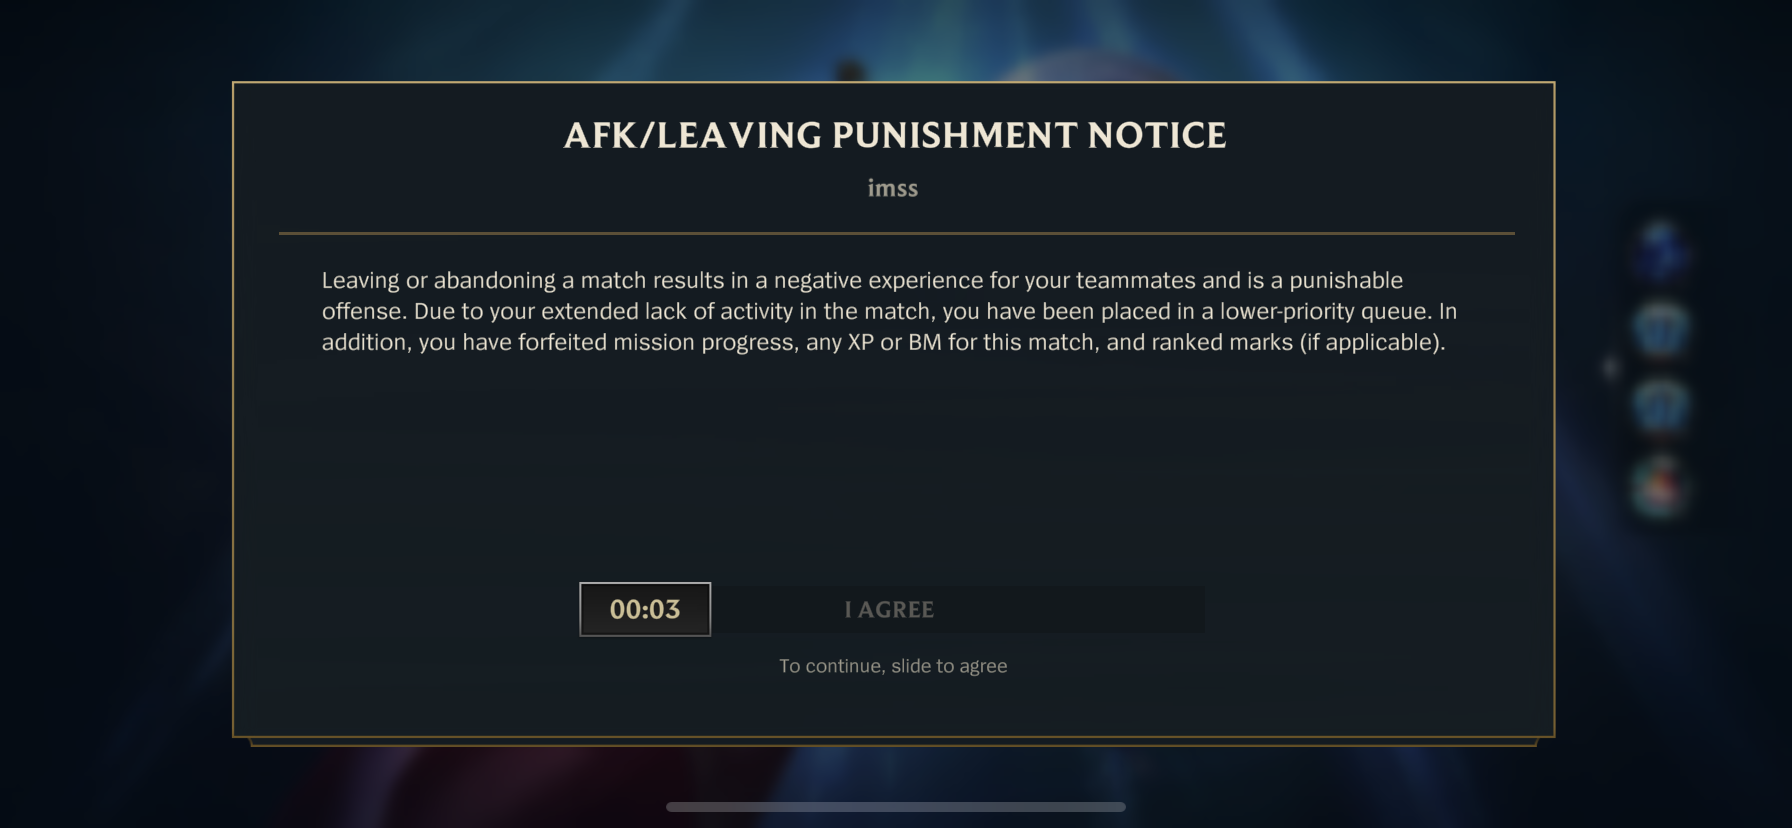 AFK/LEAVING PUNISHMENT NOTICE
imss
Leaving or abandoning a match results in a negative experience for your teammates and is a punishable
offense. Due to your extended lack of activity in the match, you have been placed in a lower-priority queue. In
addition, you have forfeited mission progress, any XP or BM for this match, and ranked marks (if applicable).
00:03 I AGREE
To continue, slide to agree